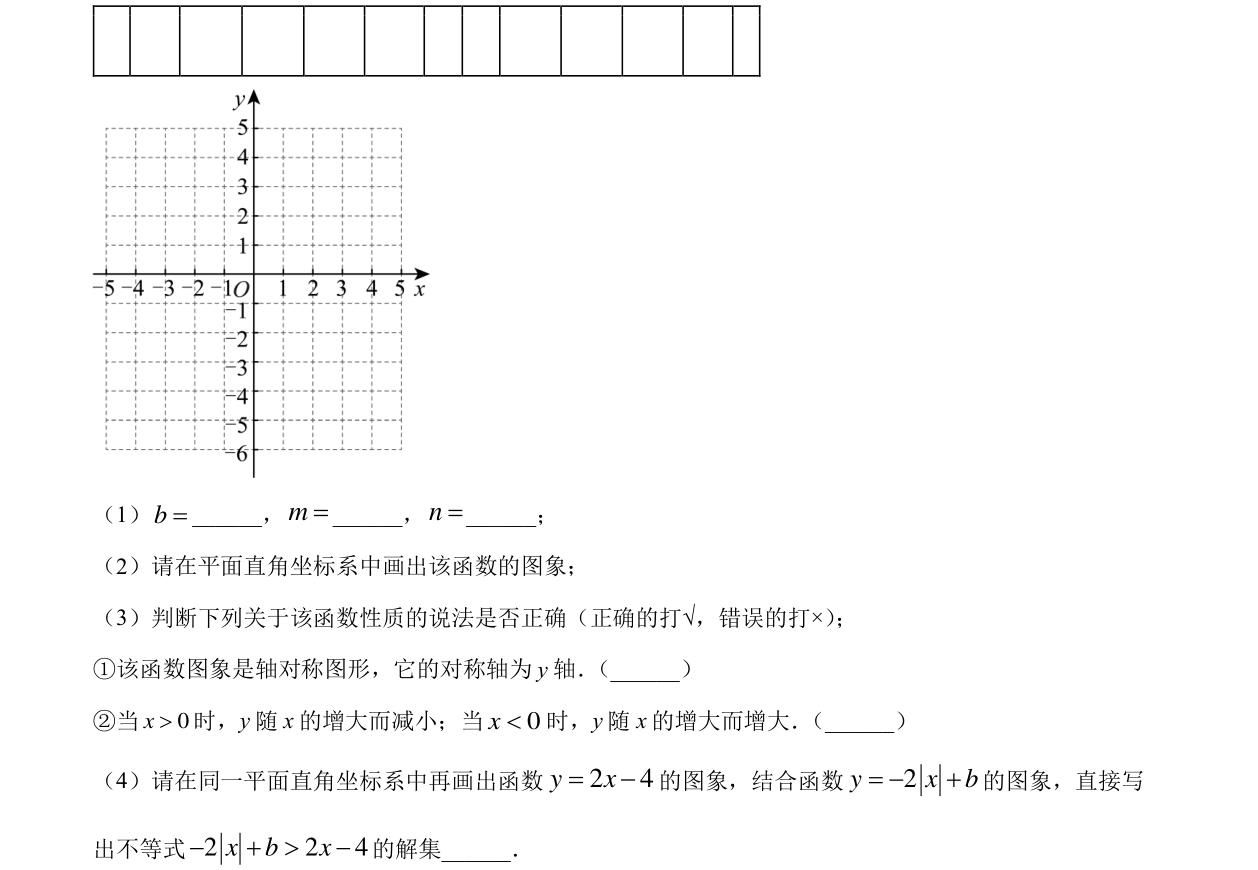 y
5
4
3
2
1
−5 −4 −3 −2 −1 O 1 2 3 4 5 x
−1
−2
−3
−4
−5
−6
（1）b = ______，m = ______，n = ______；
（2）请在平面直角坐标系中画出该函数的图象；
（3）判断下列关于该函数性质的说法是否正确（正确的打√，错误的打×）；
①该函数图象是轴对称图形，它的对称轴为 y 轴．（______）
②当 x > 0 时，y 随 x 的增大而减小；当 x < 0 时，y 随 x 的增大而增大．（______）
（4）请在同一平面直角坐标系中再画出函数 y = 2x − 4 的图象，结合函数 y = −2|x| + b 的图象，直接写
出不等式 −2|x| + b > 2x − 4 的解集______．